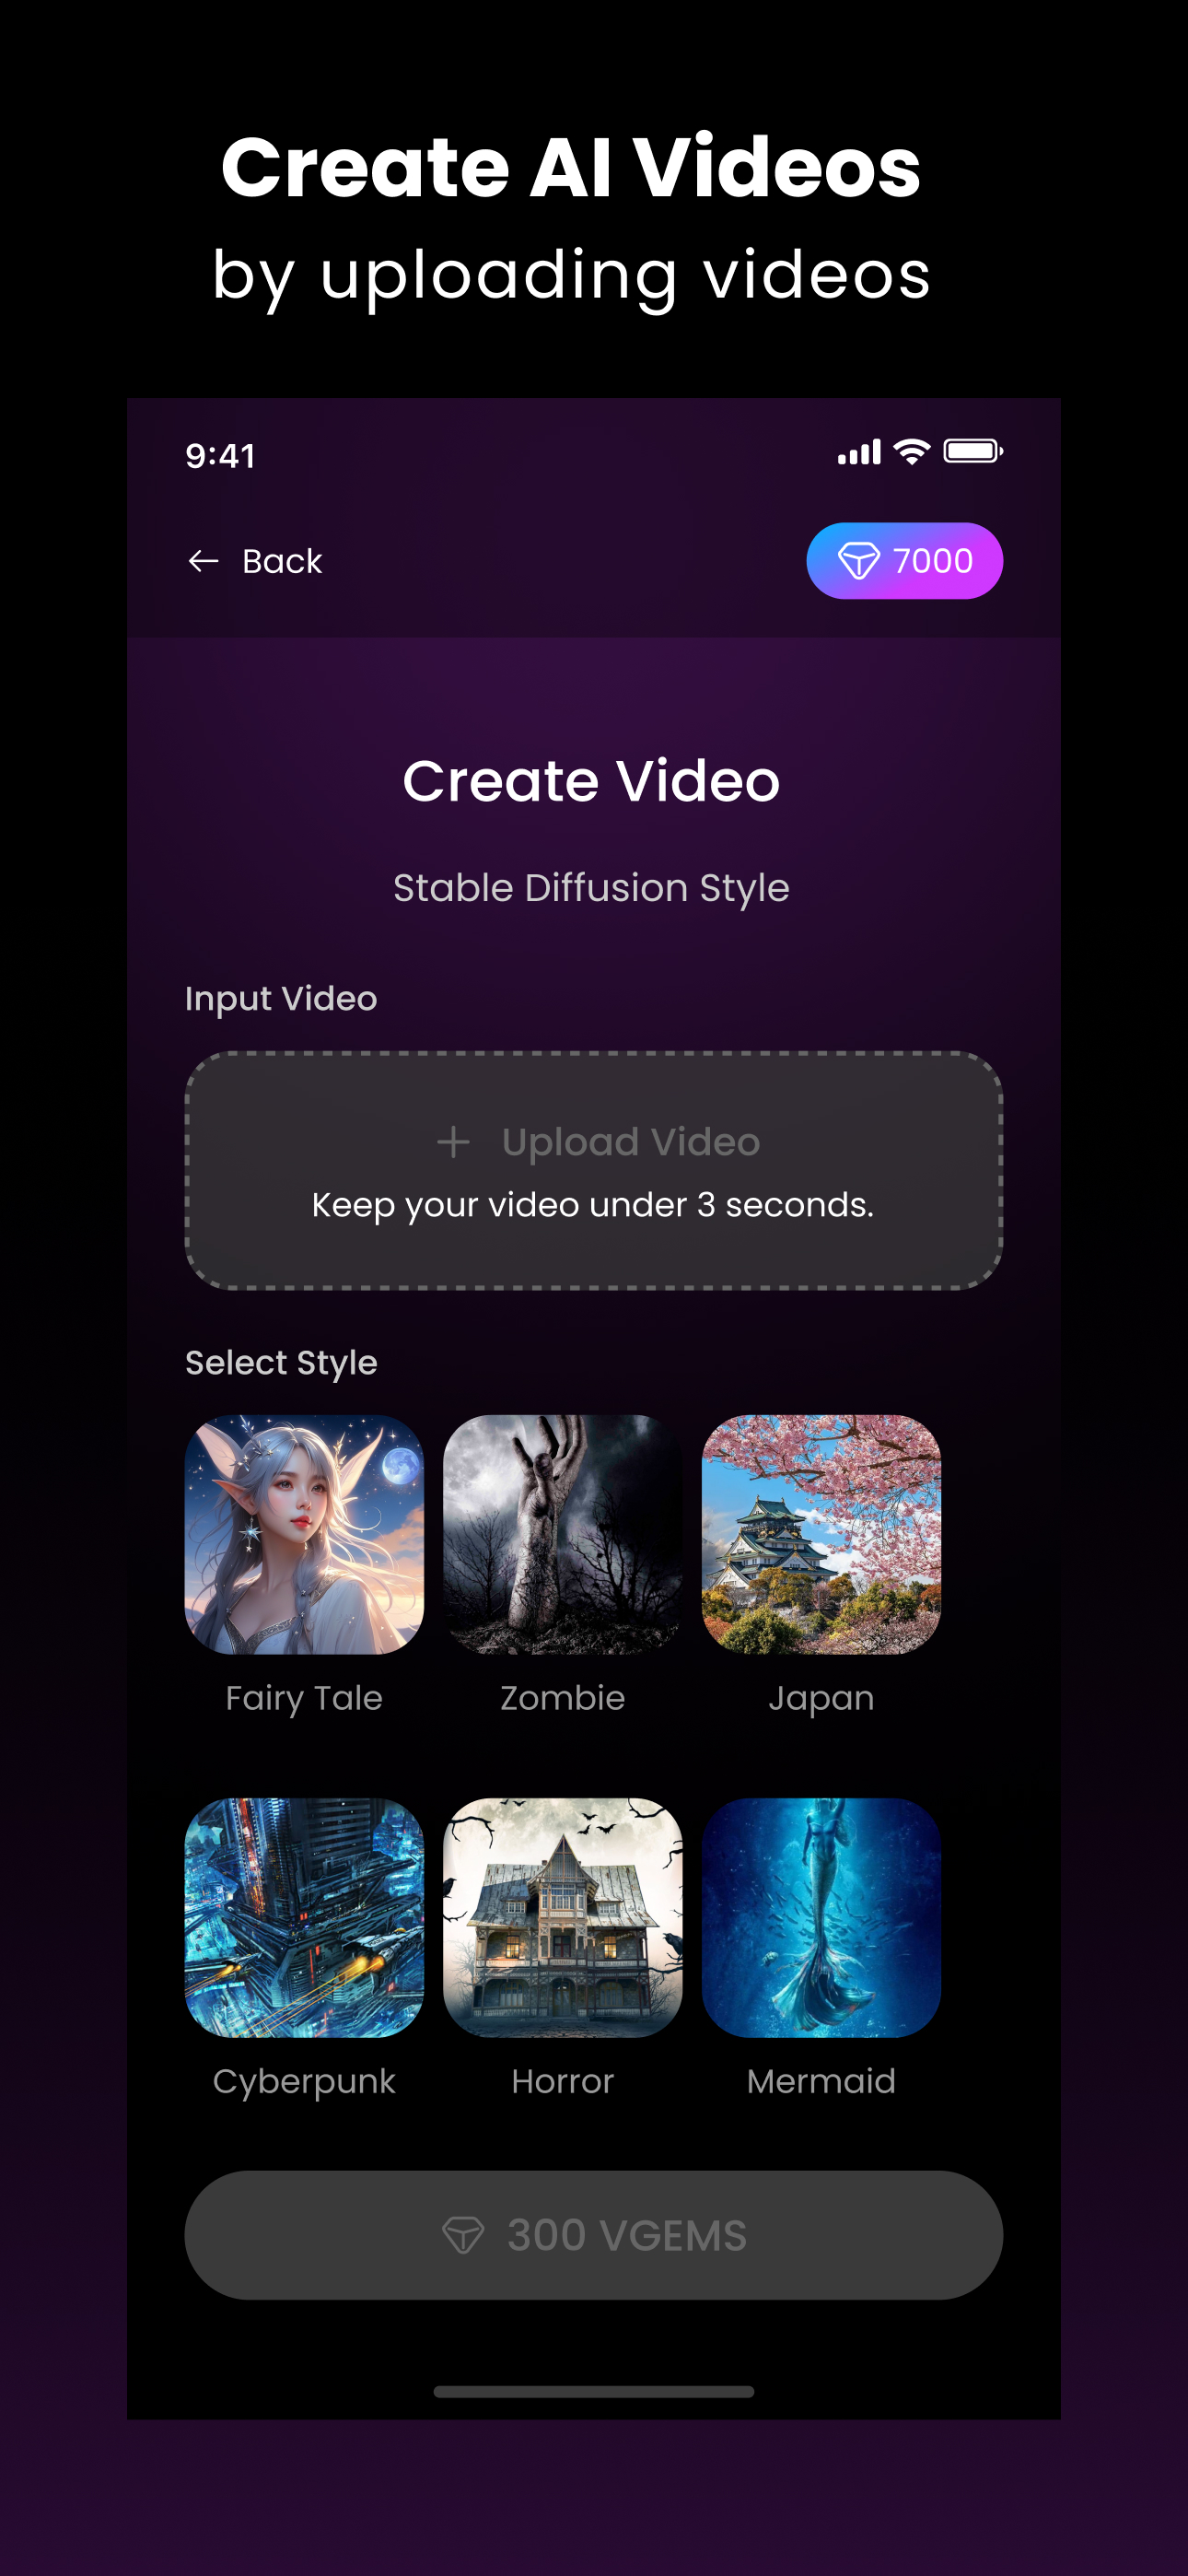 Create AI Videos
by uploading videos
9:41
Back
7000
Create Video
Stable Diffusion Style
Input Video
Upload Video
Keep your video under 3 seconds.
Select Style
Fairy Tale
Zombie
Japan
Cyberpunk
Horror
Mermaid
300 VGEMS